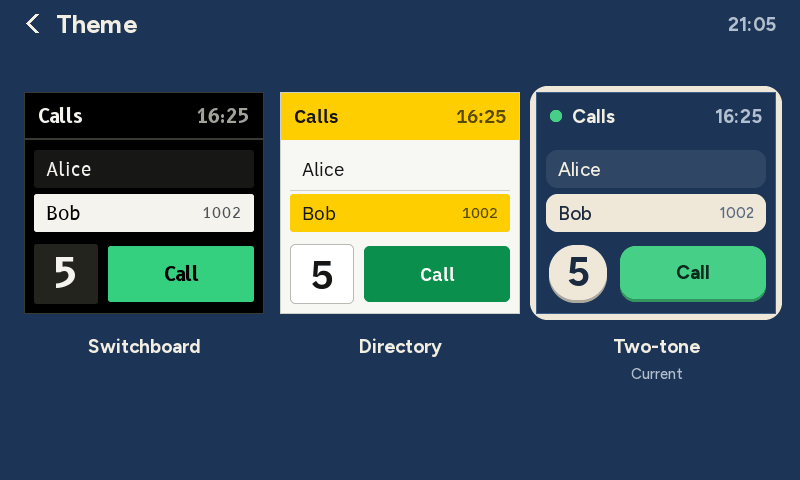 Theme
21:05
Calls 16:25
Alice
Bob 1002
5 Call
Switchboard
Calls 16:25
Alice
Bob 1002
5 Call
Directory
Calls 16:25
Alice
Bob 1002
5 Call
Two-tone
Current